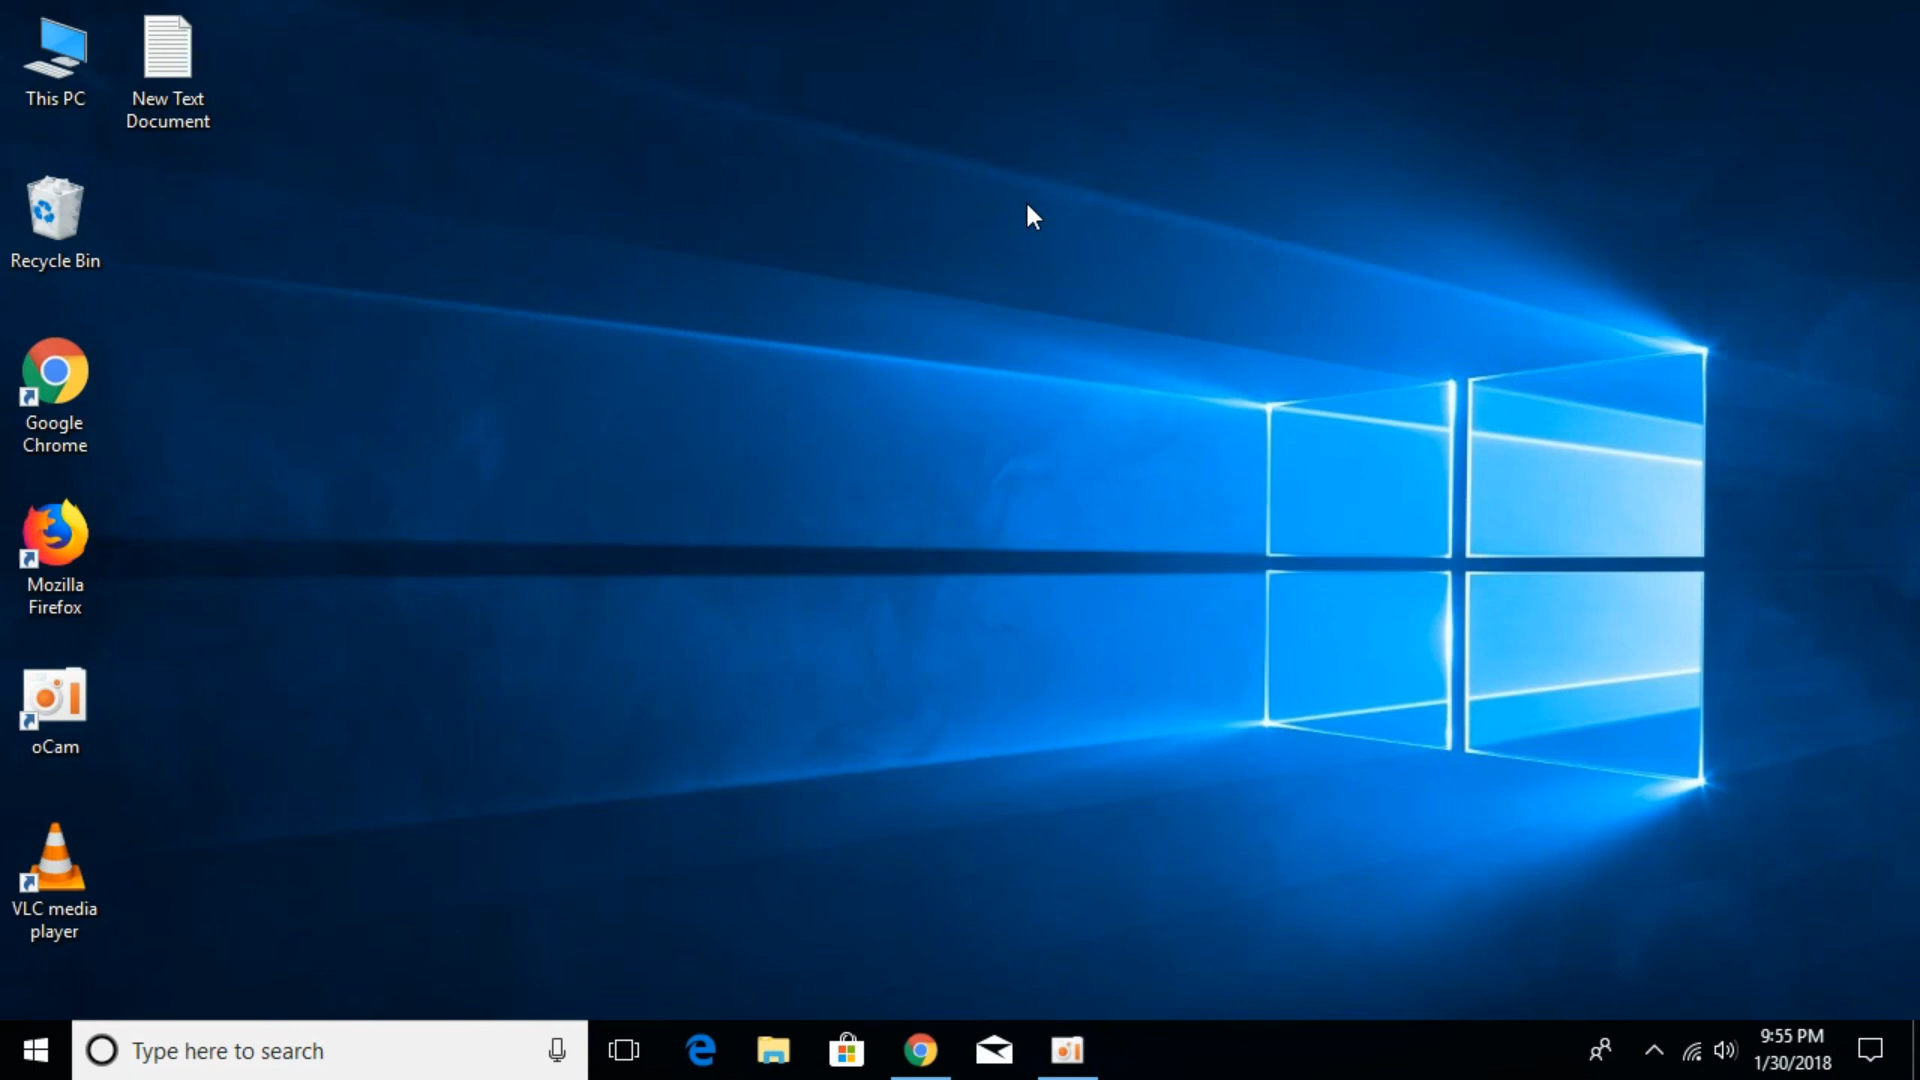 This PC
New Text
Document
Recycle Bin
Google
Chrome
Mozilla
Firefox
oCam
VLC media
player
Type here to search
9:55 PM
1/30/2018